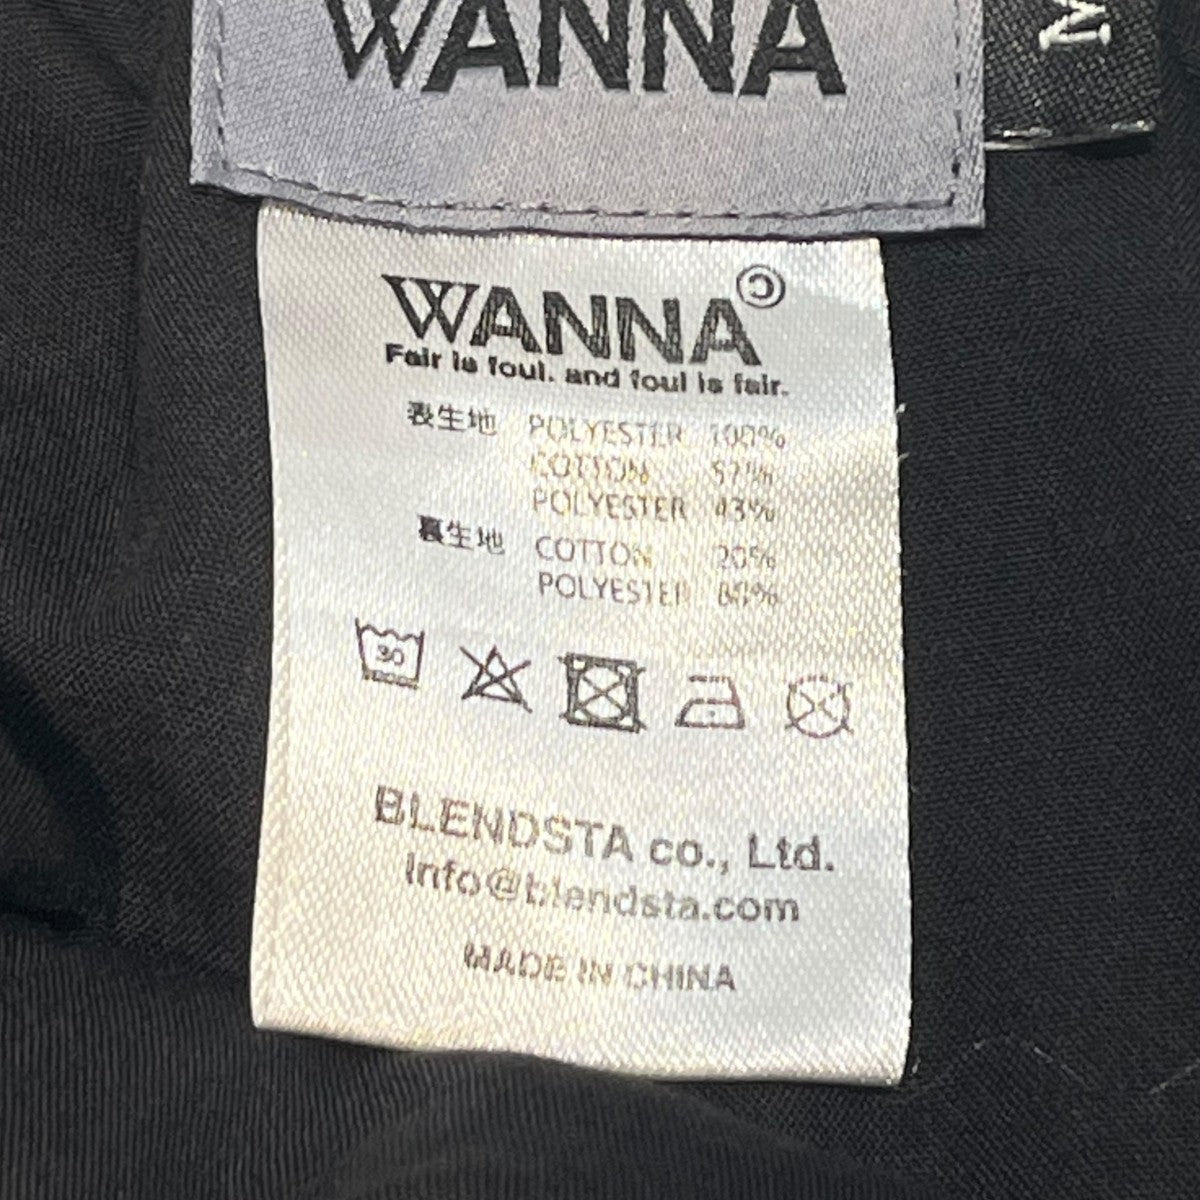 WANNA
M
WANNA©
Fair is foul. and foul is fair.
表生地 POLYESTER 100%
COTTON 57%
POLYESTER 43%
裏生地 COTTON 20%
POLYESTER 80%
30
BLENDSTA co., Ltd.
info@blendsta.com
MADE IN CHINA